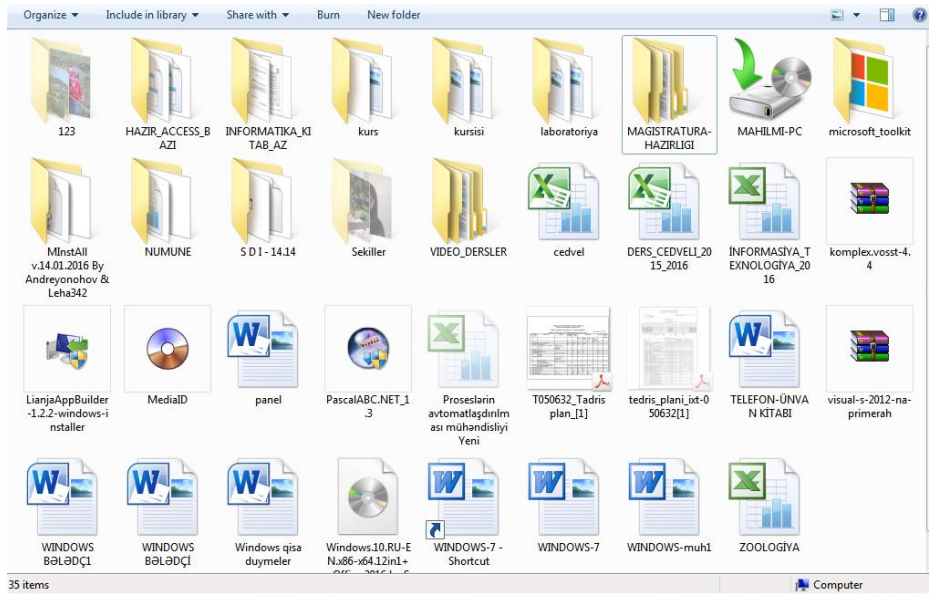 Organize Include in library Share with Burn New folder
123
HAZIR_ACCESS_B
AZI
INFORMATIKA_KI
TAB_AZ
kurs
kursisi
laboratoriya
MAGISTRATURA-
HAZIRLIGI
MAHILMI-PC
microsoft_toolkit
MInstAll
v.14.01.2016 By
Andreyonohov &
Leha342
NUMUNE
S D I - 14.14
Sekiller
VIDEO_DERSLER
cedvel
DERS_CEDVELI_20
15_2016
İNFORMASİYA_T
EXNOLOGİYA_20
16
komplex.vosst-4.
4
LianjaAppBuilder
-1.2.2-windows-i
nstaller
MediaID
panel
PascalABC.NET_1
.3
Proseslərin
avtomatlaşdırılm
ası mühəndisliyi
Yeni
T050632_Tadris
plan_[1]
tedris_plani_ixt-0
50632[1]
TELEFON-ÜNVA
N KİTABI
visual-s-2012-na-
primerah
WINDOWS
BƏLƏDÇ1
WINDOWS
BƏLƏDÇİ
Windows qisa
duymeler
Windows.10.RU-E
N.x86-x64.12in1+
WINDOWS-7 -
Shortcut
WINDOWS-7
WINDOWS-muh1
ZOOLOGİYA
35 items
Computer